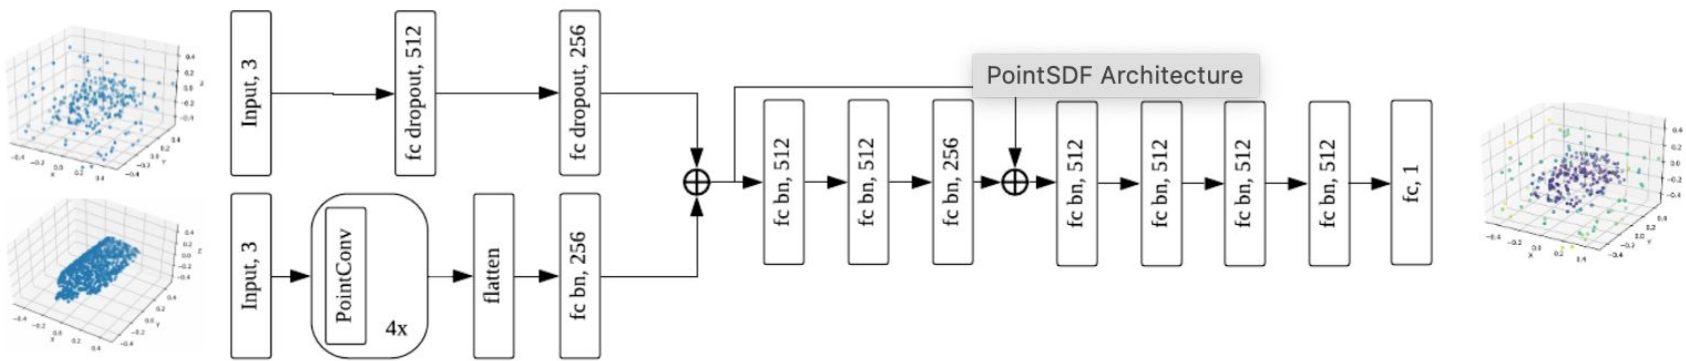 Input, 3
fc dropout, 512
fc dropout, 256
Input, 3
PointConv
4x
flatten
fc bn, 256
fc bn, 512
fc bn, 512
fc bn, 256
PointSDF Architecture
fc bn, 512
fc bn, 512
fc bn, 512
fc bn, 512
fc, 1